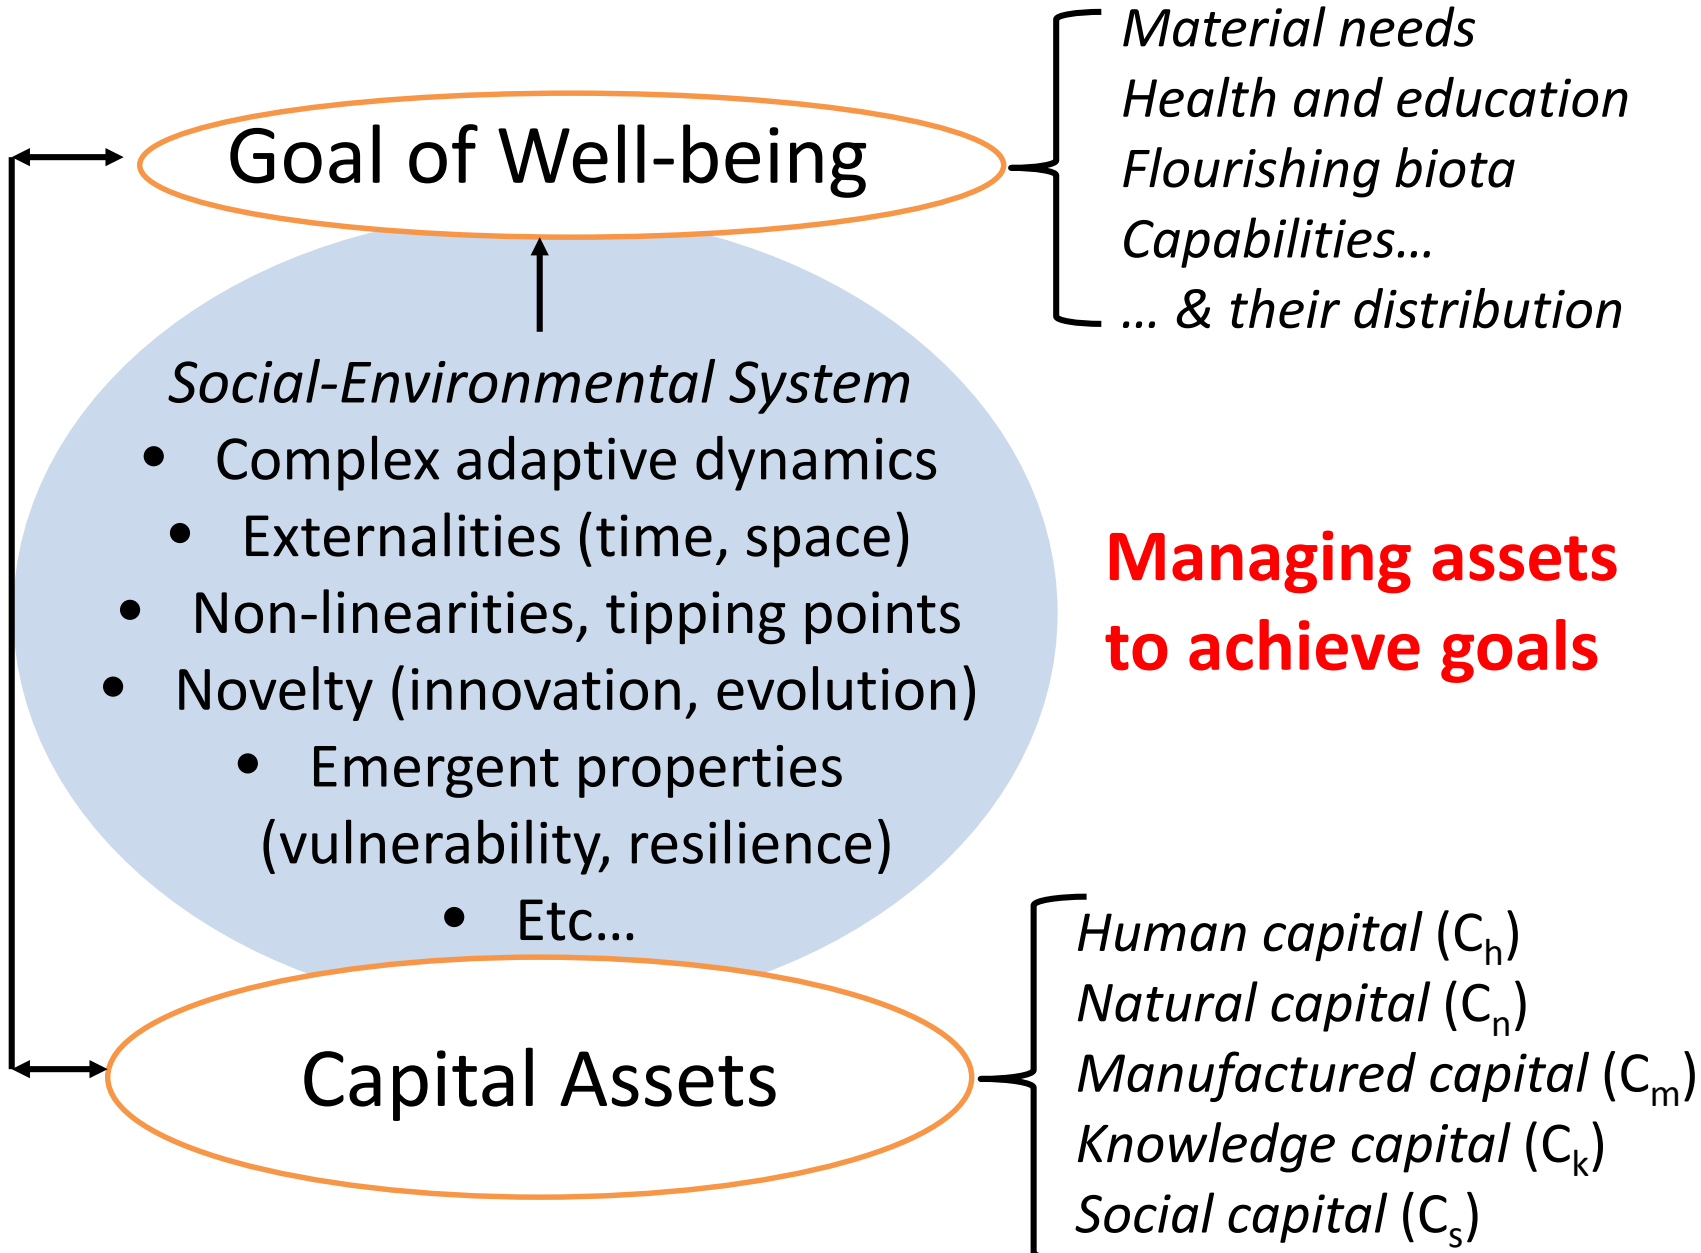 Material needs
Health and education
Flourishing biota
Capabilities…
… & their distribution
Goal of Well-being
Social-Environmental System
• Complex adaptive dynamics
• Externalities (time, space)
• Non-linearities, tipping points
• Novelty (innovation, evolution)
• Emergent properties
(vulnerability, resilience)
• Etc…
Managing assets
to achieve goals
Capital Assets
Human capital (Cₕ)
Natural capital (Cₙ)
Manufactured capital (Cₘ)
Knowledge capital (Cₖ)
Social capital (Cₛ)